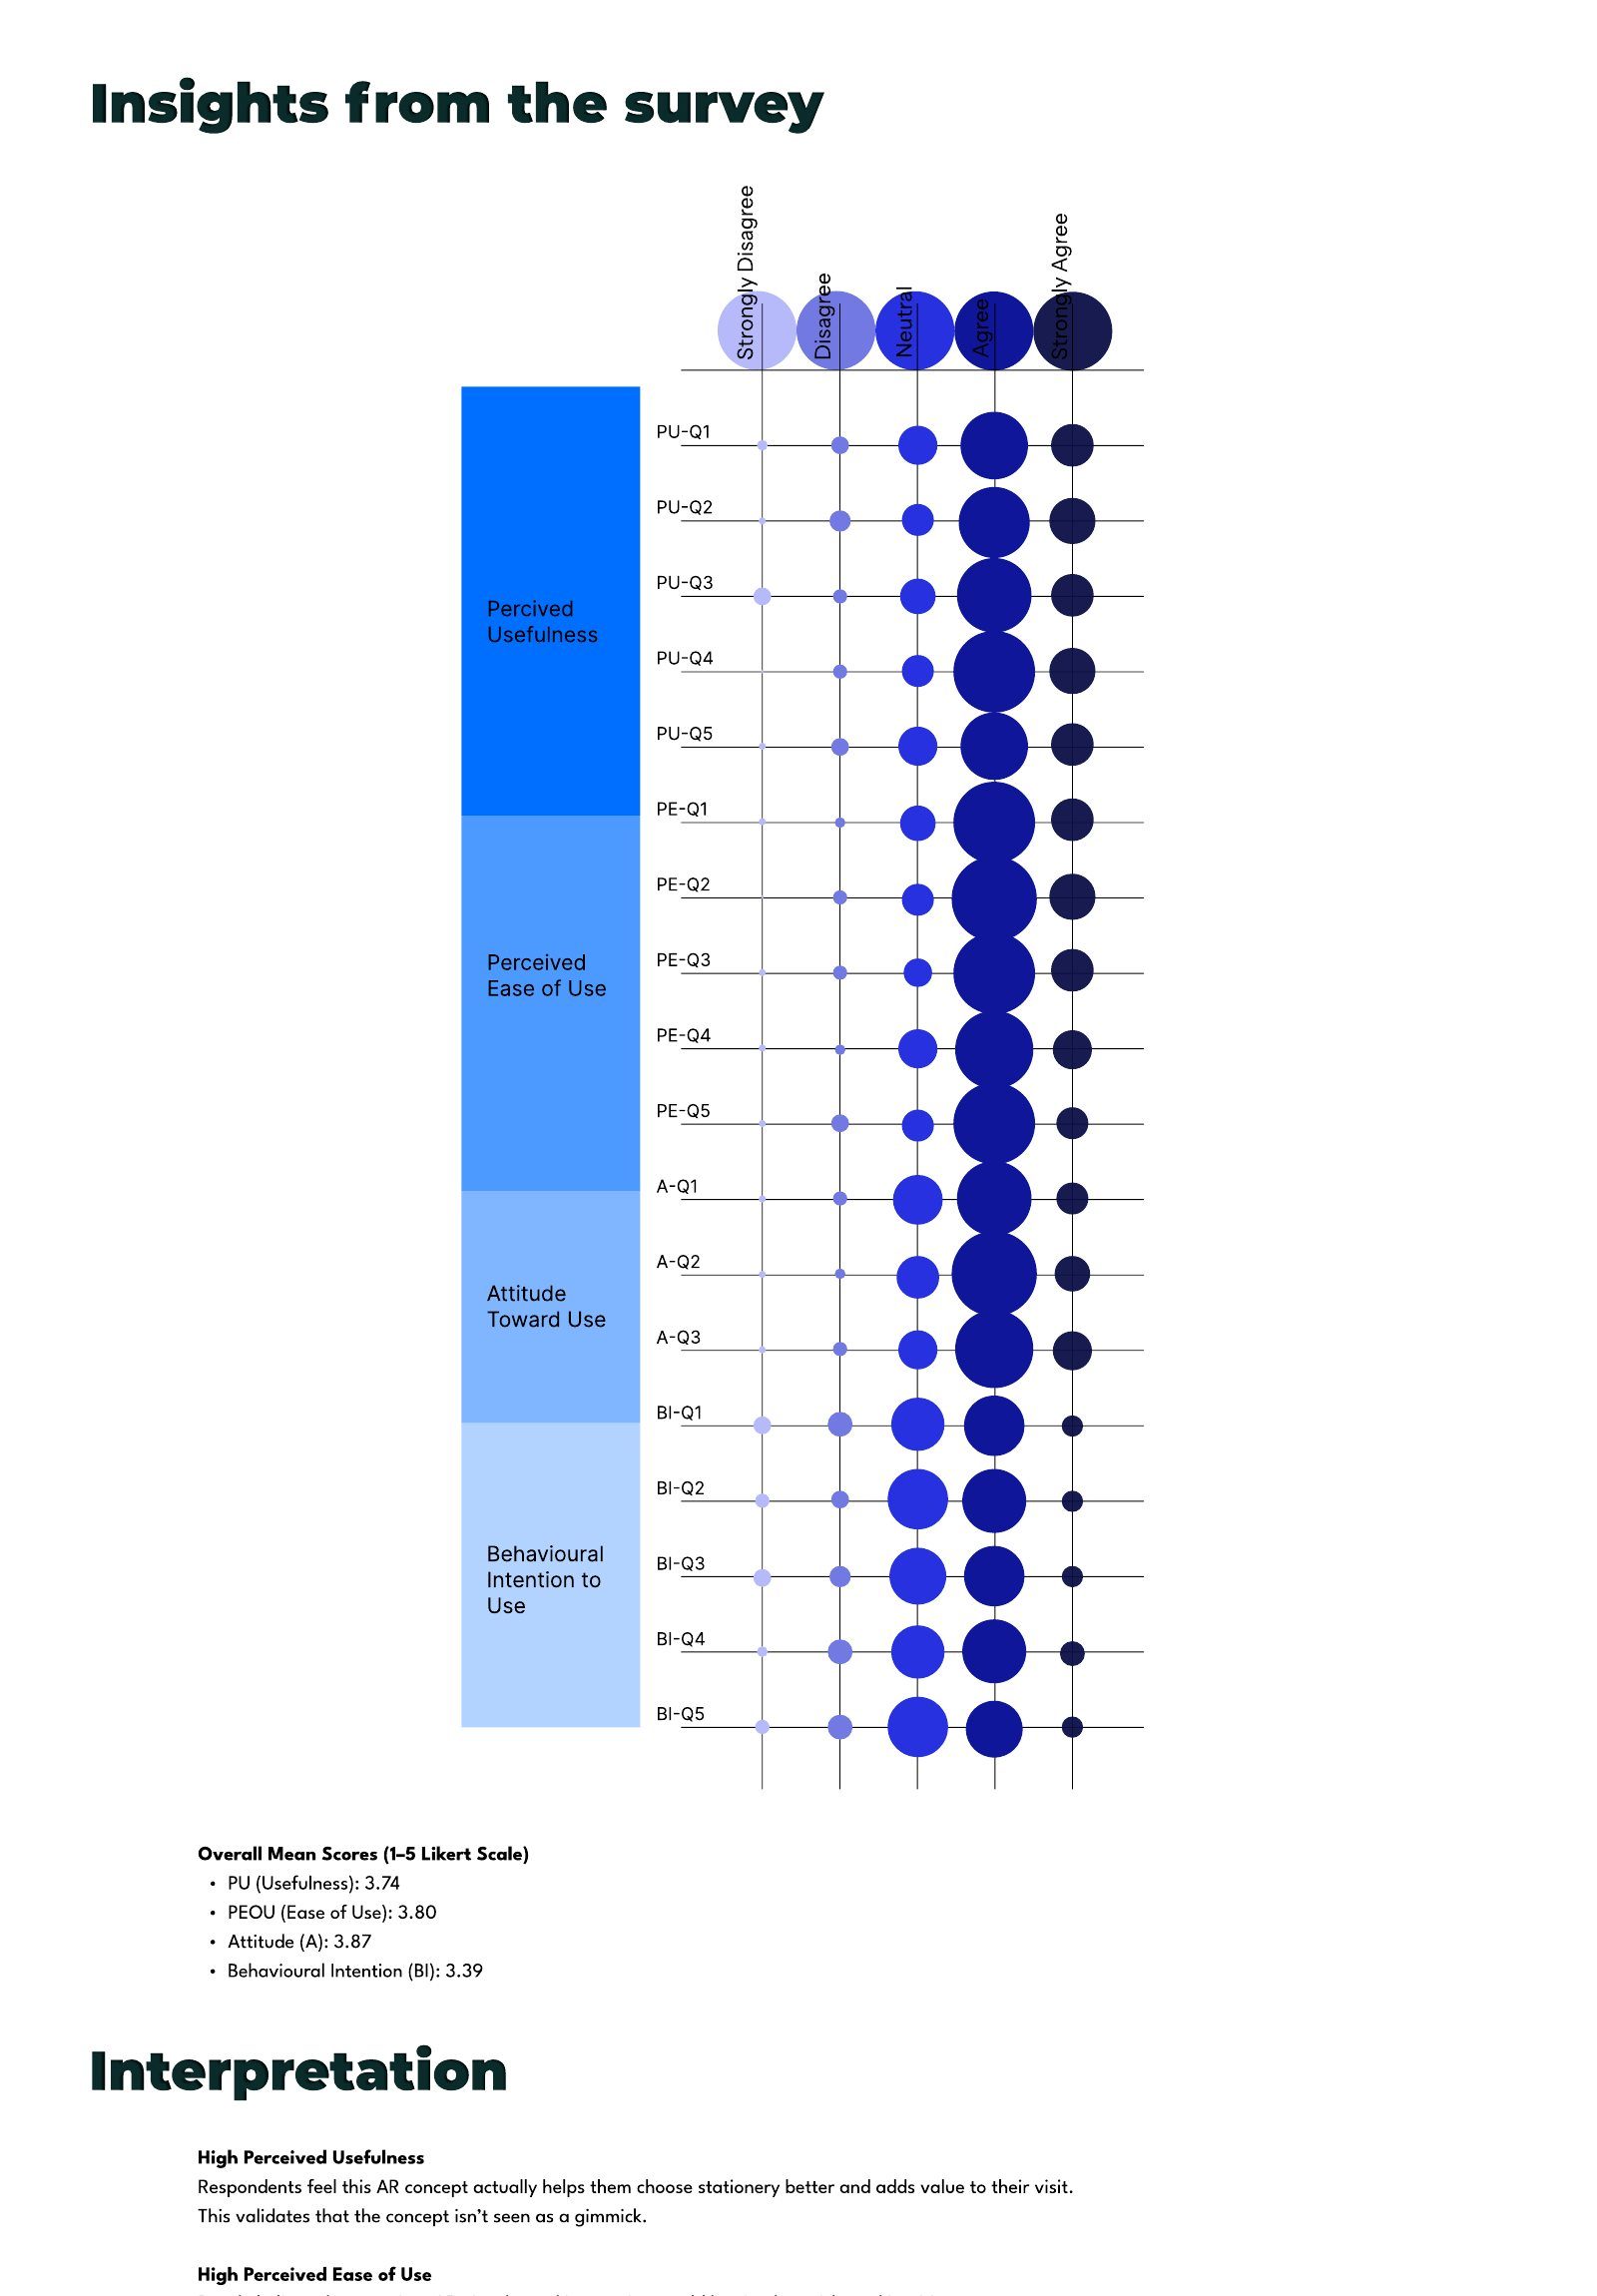 Insights from the survey
Strongly Disagree
Disagree
Neutral
Agree
Strongly Agree
PU-Q1
PU-Q2
PU-Q3
Percived
Usefulness
PU-Q4
PU-Q5
PE-Q1
PE-Q2
Perceived
Ease of Use
PE-Q3
PE-Q4
PE-Q5
A-Q1
A-Q2
Attitude
Toward Use
A-Q3
BI-Q1
BI-Q2
Behavioural
Intention to
Use
BI-Q3
BI-Q4
BI-Q5
Overall Mean Scores (1–5 Likert Scale)
• PU (Usefulness): 3.74
• PEOU (Ease of Use): 3.80
• Attitude (A): 3.87
• Behavioural Intention (BI): 3.39
Interpretation
High Perceived Usefulness
Respondents feel this AR concept actually helps them choose stationery better and adds value to their visit.
This validates that the concept isn’t seen as a gimmick.
High Perceived Ease of Use